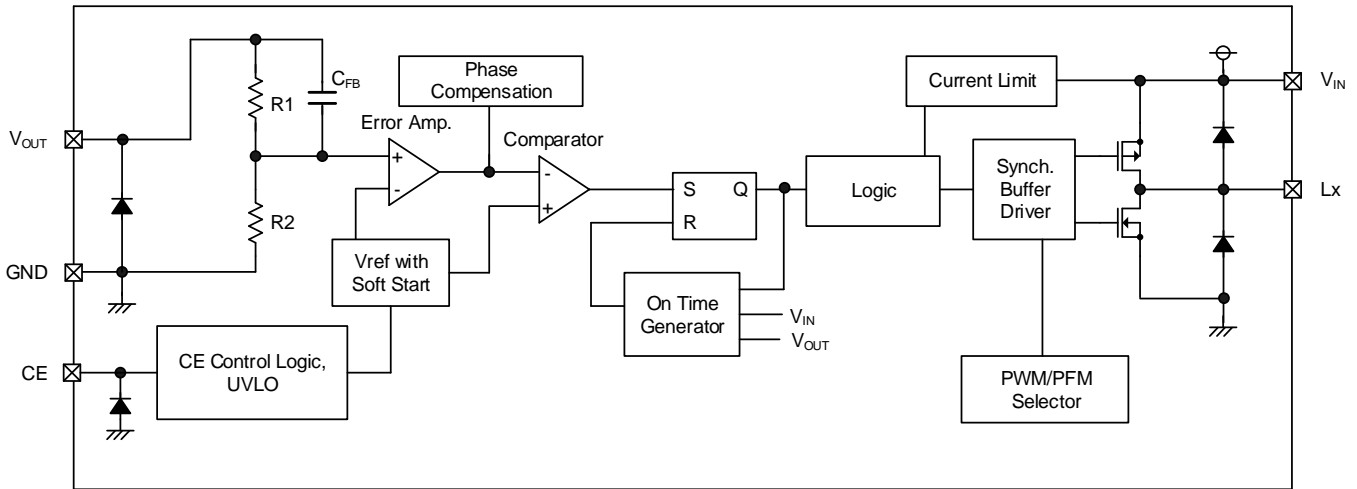 Phase
Compensation
Current Limit
VIN
CFB
R1
Error Amp.
VOUT
Comparator
+
-
-
+
S
Q
R
Logic
Synch.
Buffer
Driver
Lx
R2
GND
Vref with
Soft Start
On Time
Generator
VIN
VOUT
CE
CE Control Logic,
UVLO
PWM/PFM
Selector